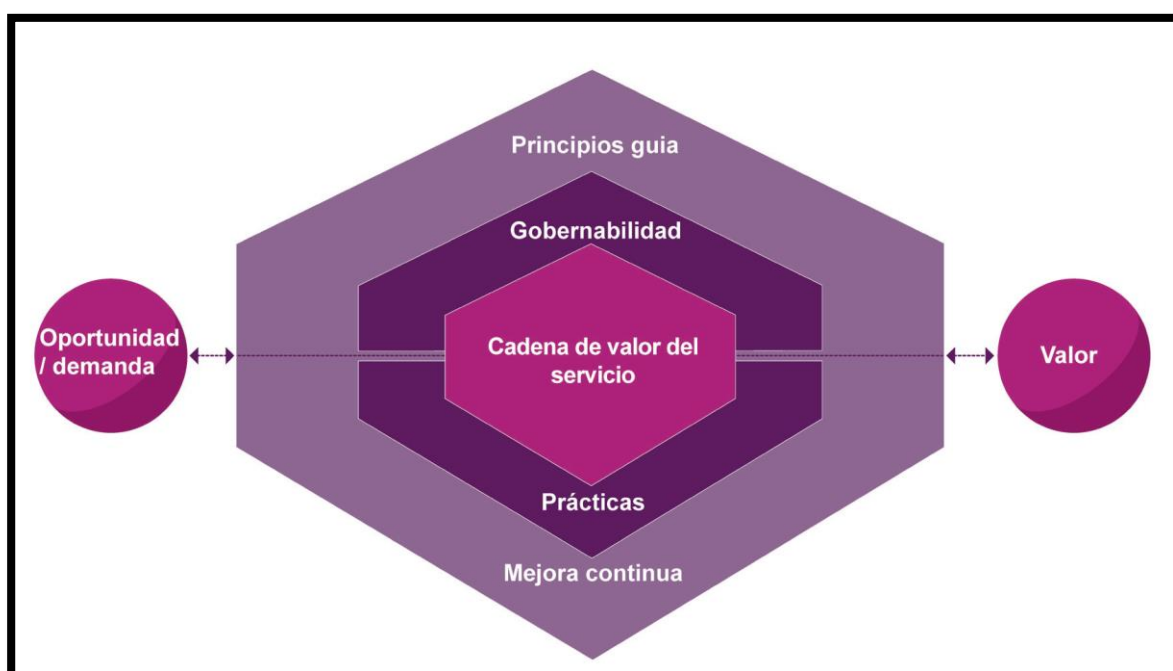 Principios guia
Gobernabilidad
Oportunidad
/ demanda
Cadena de valor del
servicio
Valor
Prácticas
Mejora continua